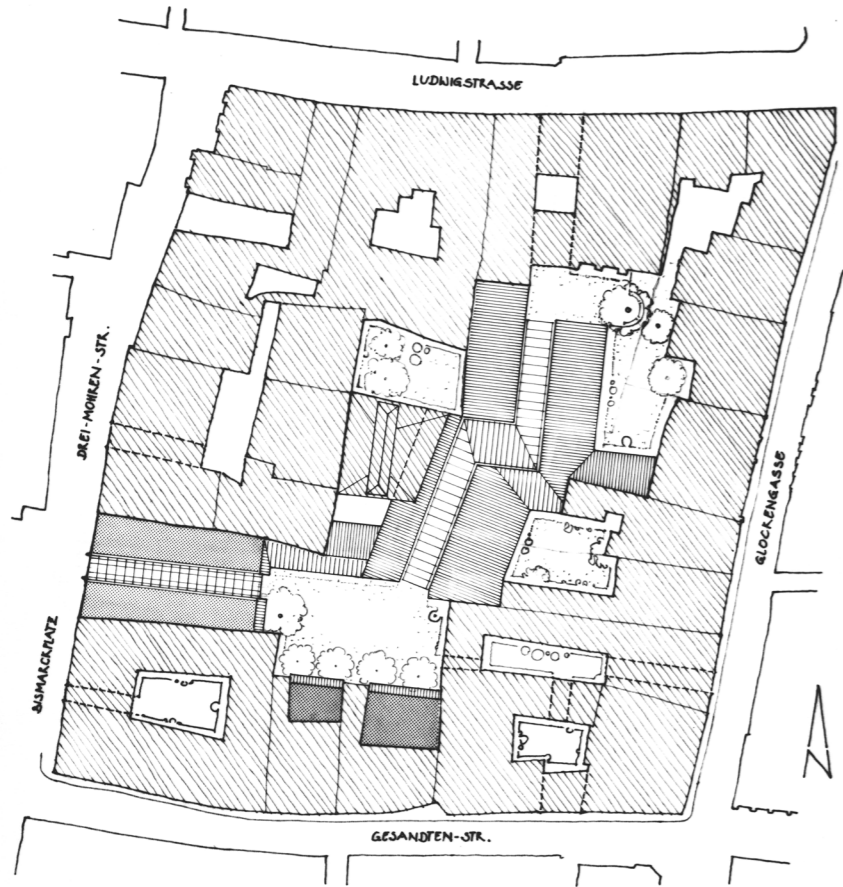 LUDWIGSTRASSE
DREI-MOHREN-STR.
GLOCKENGASSE
BISMARCKPLATZ
GESANDTEN-STR.
N